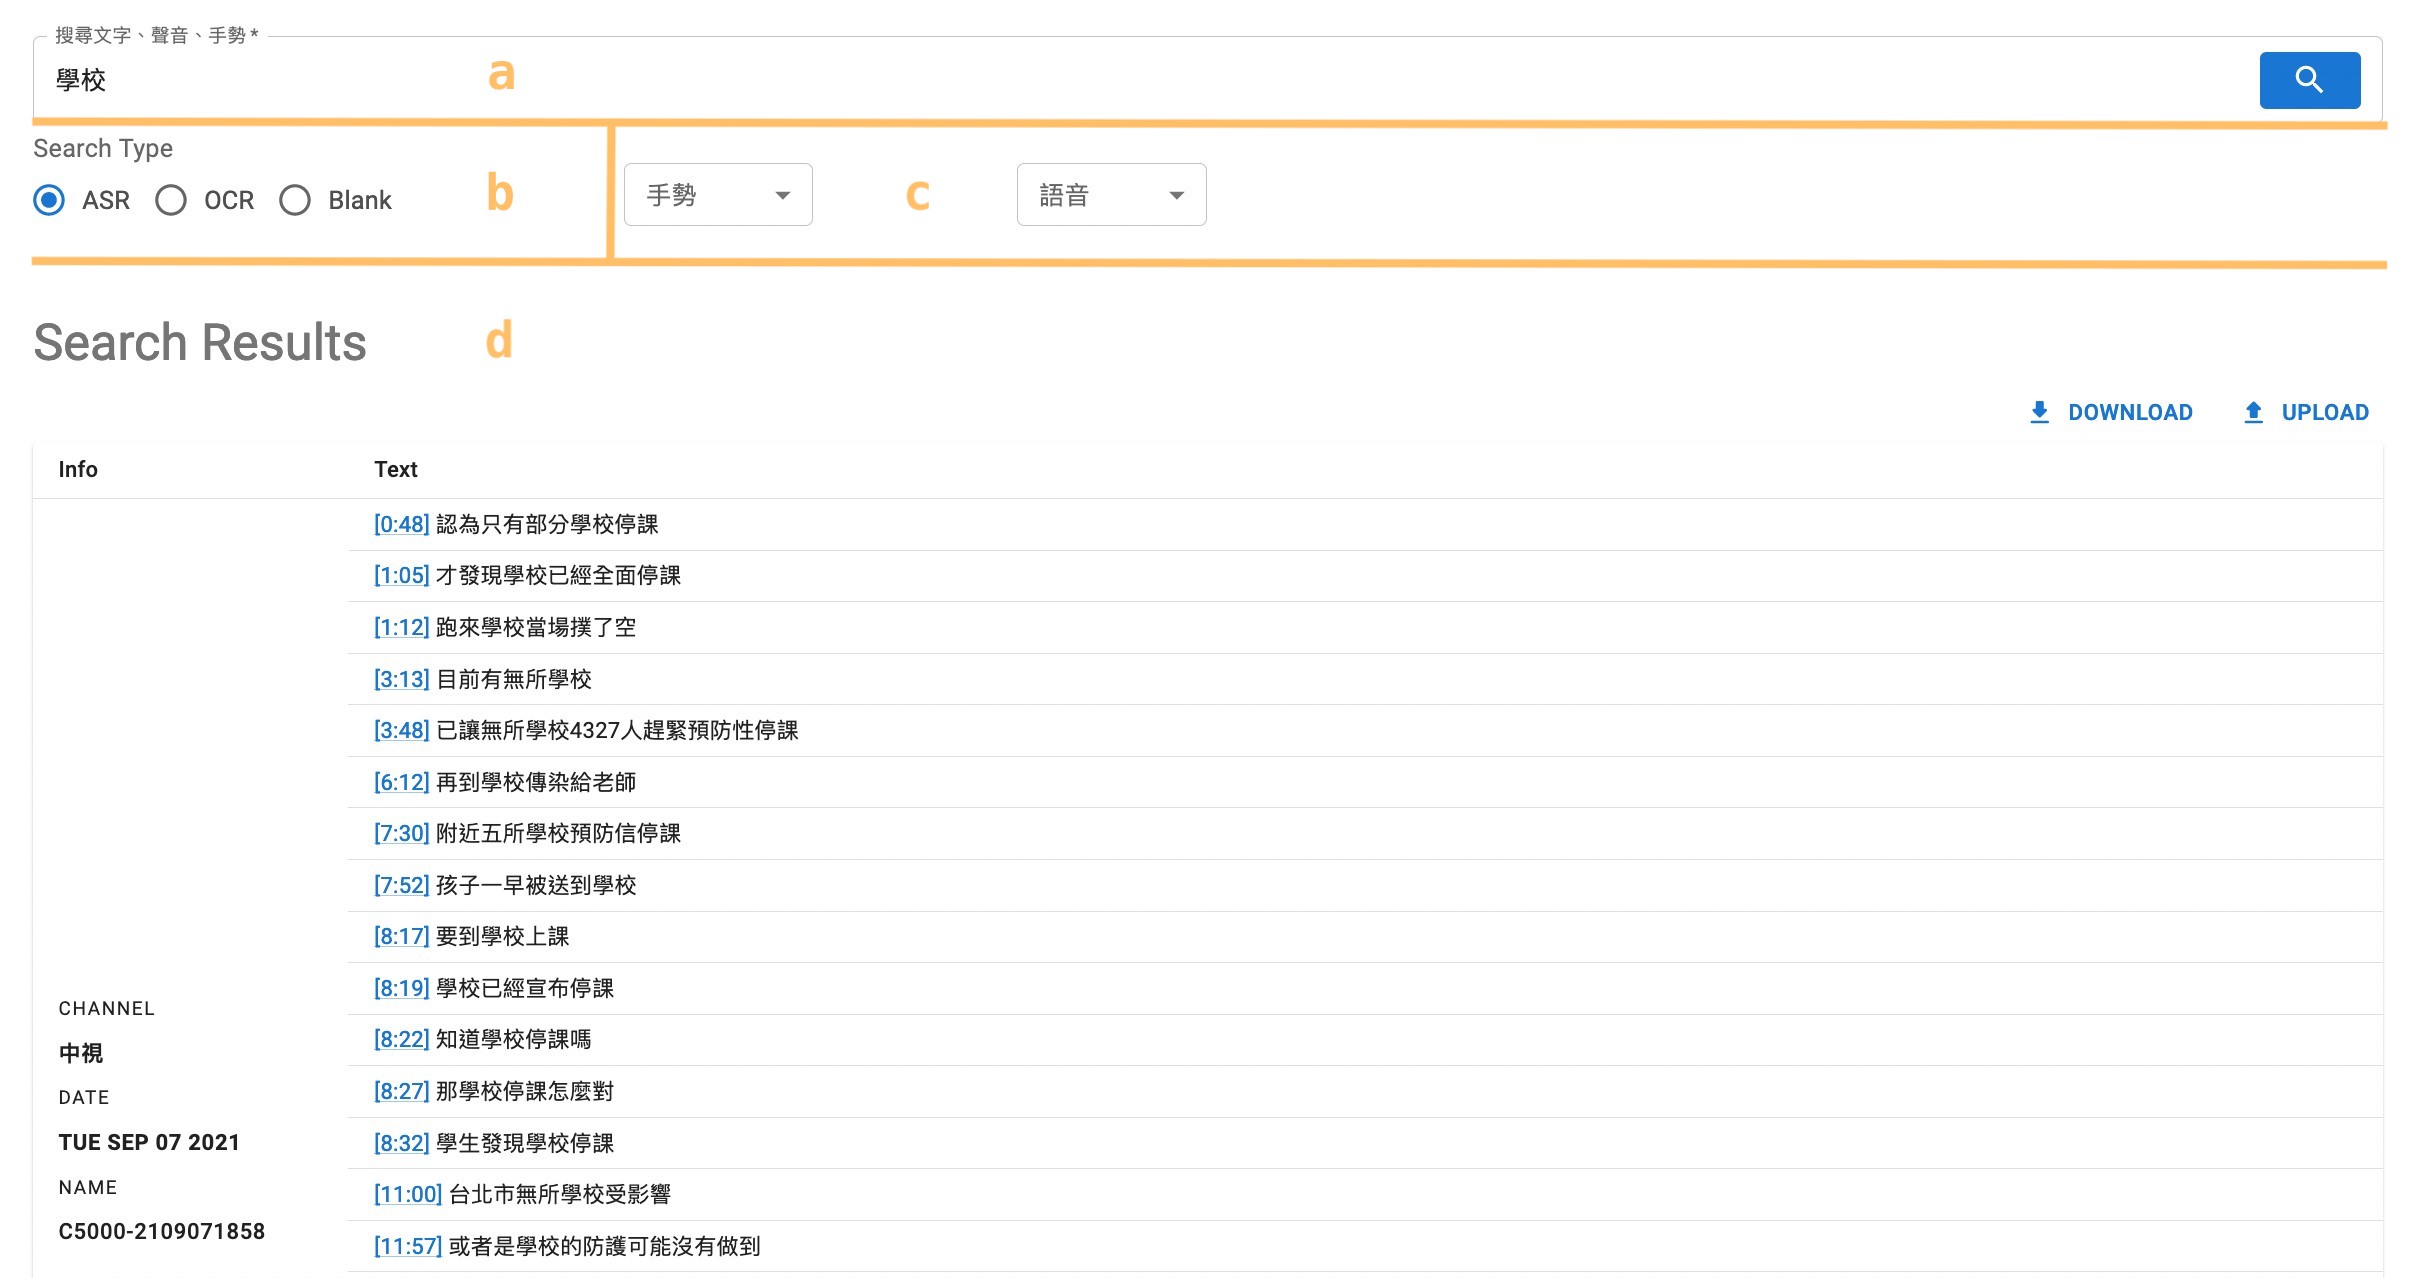 搜尋文字、聲音、手勢 *
學校
a
Search Type
ASR OCR Blank
b
手勢
c
語音
Search Results
d
DOWNLOAD UPLOAD
Info Text
[0:48] 認為只有部分學校停課
[1:05] 才發現學校已經全面停課
[1:12] 跑來學校當場撲了空
[3:13] 目前有無所學校
[3:48] 已讓無所學校4327人趕緊預防性停課
[6:12] 再到學校傳染給老師
[7:30] 附近五所學校預防信停課
[7:52] 孩子一早被送到學校
[8:17] 要到學校上課
[8:19] 學校已經宣布停課
[8:22] 知道學校停課嗎
[8:27] 那學校停課怎麼對
[8:32] 學生發現學校停課
[11:00] 台北市無所學校受影響
[11:57] 或者是學校的防護可能沒有做到
CHANNEL
中視
DATE
TUE SEP 07 2021
NAME
C5000-2109071858